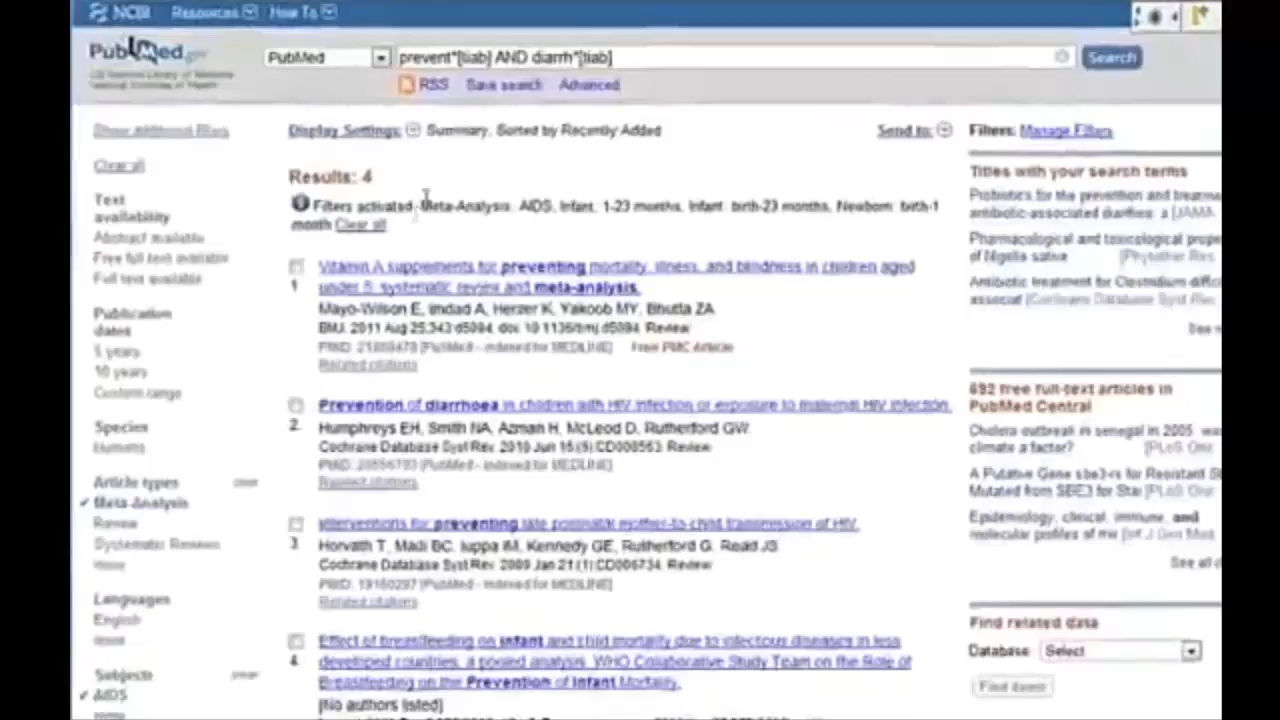 NCBI Resources How To
PubMed.gov
US National Library of Medicine
National Institutes of Health
PubMed
prevent*[tiab] AND diarrh*[tiab]
Search
RSS Save search Advanced
Show additional filters
Clear all
Text
availability
Abstract available
Free full text available
Full text available
Publication
dates
5 years
10 years
Custom range
Species
Humans
Article types clear
Meta-Analysis
Review
Systematic Reviews
more
Languages
English
more
Subjects clear
AIDS
Display Settings: Summary, Sorted by Recently Added
Send to:
Results: 4
Filters activated: Meta-Analysis, AIDS, Infant: 1-23 months, Infant: birth-23 months, Newborn: birth-1
month Clear all
Vitamin A supplements for preventing mortality, illness, and blindness in children aged
1. under 5: systematic review and meta-analysis.
Mayo-Wilson E, Imdad A, Herzer K, Yakoob MY, Bhutta ZA.
BMJ. 2011 Aug 25;343:d5094. doi: 10.1136/bmj.d5094. Review.
PMID: [PubMed - indexed for MEDLINE] Free PMC Article
Related citations
Prevention of diarrhoea in children with HIV infection or exposure to maternal HIV infection.
2. Humphreys EH, Smith NA, Azman H, McLeod D, Rutherford GW.
Cochrane Database Syst Rev. 2010 Jun 16;(6):CD008563. Review.
PMID: [PubMed - indexed for MEDLINE]
Related citations
Interventions for preventing late postnatal mother-to-child transmission of HIV.
3. Horvath T, Madi BC, Iuppa IM, Kennedy GE, Rutherford G, Read JS.
Cochrane Database Syst Rev. 2009 Jan 21;(1):CD006734. Review.
PMID: 19160297 [PubMed - indexed for MEDLINE]
Related citations
Effect of breastfeeding on infant and child mortality due to infectious diseases in less
4. developed countries: a pooled analysis. WHO Collaborative Study Team on the Role of
Breastfeeding on the Prevention of Infant Mortality.
[No authors listed]
Filters: Manage Filters
Titles with your search terms
Probiotics for the prevention and treatment
antibiotic-associated diarrhea: a [JAMA
Pharmacological and toxicological prope
of Nigella sativa [Phytother Res
Antibiotic treatment for Clostridium diffici
associat [Cochrane Database Syst Rev
See
692 free full-text articles in
PubMed Central
Cholera outbreak in senegal in 2005: was
climate a factor? [PLoS One
A Putative Gene sbe3-rs for Resistant St
Mutated from SBE3 for Star [PLoS One
Epidemiology, clinical, immune, and
molecular profiles of mi [Int J Gen Med
See all
Find related data
Database: Select
Find items